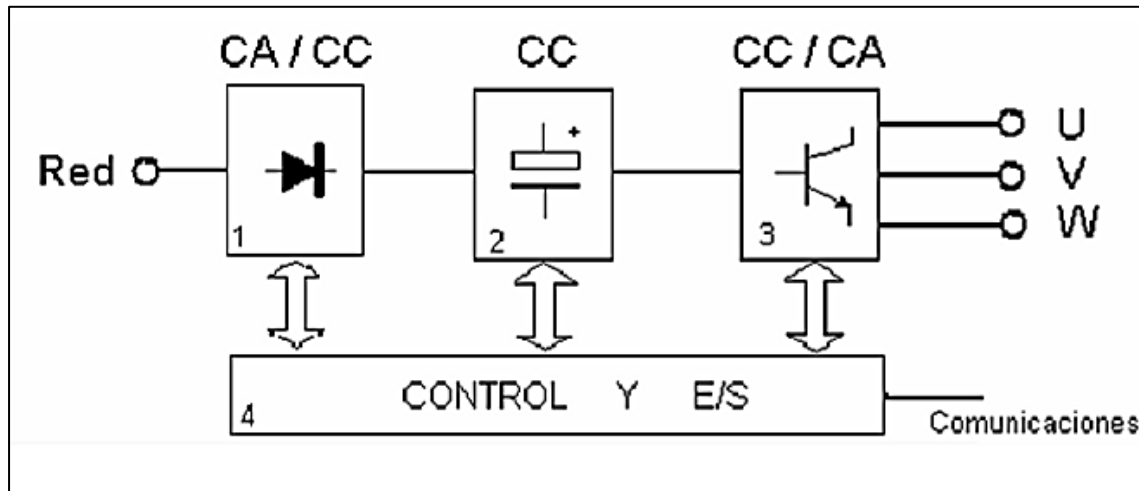 CA / CC
CC
CC / CA
Red
U
V
W
1
2
3
4
CONTROL Y E/S
Comunicaciones